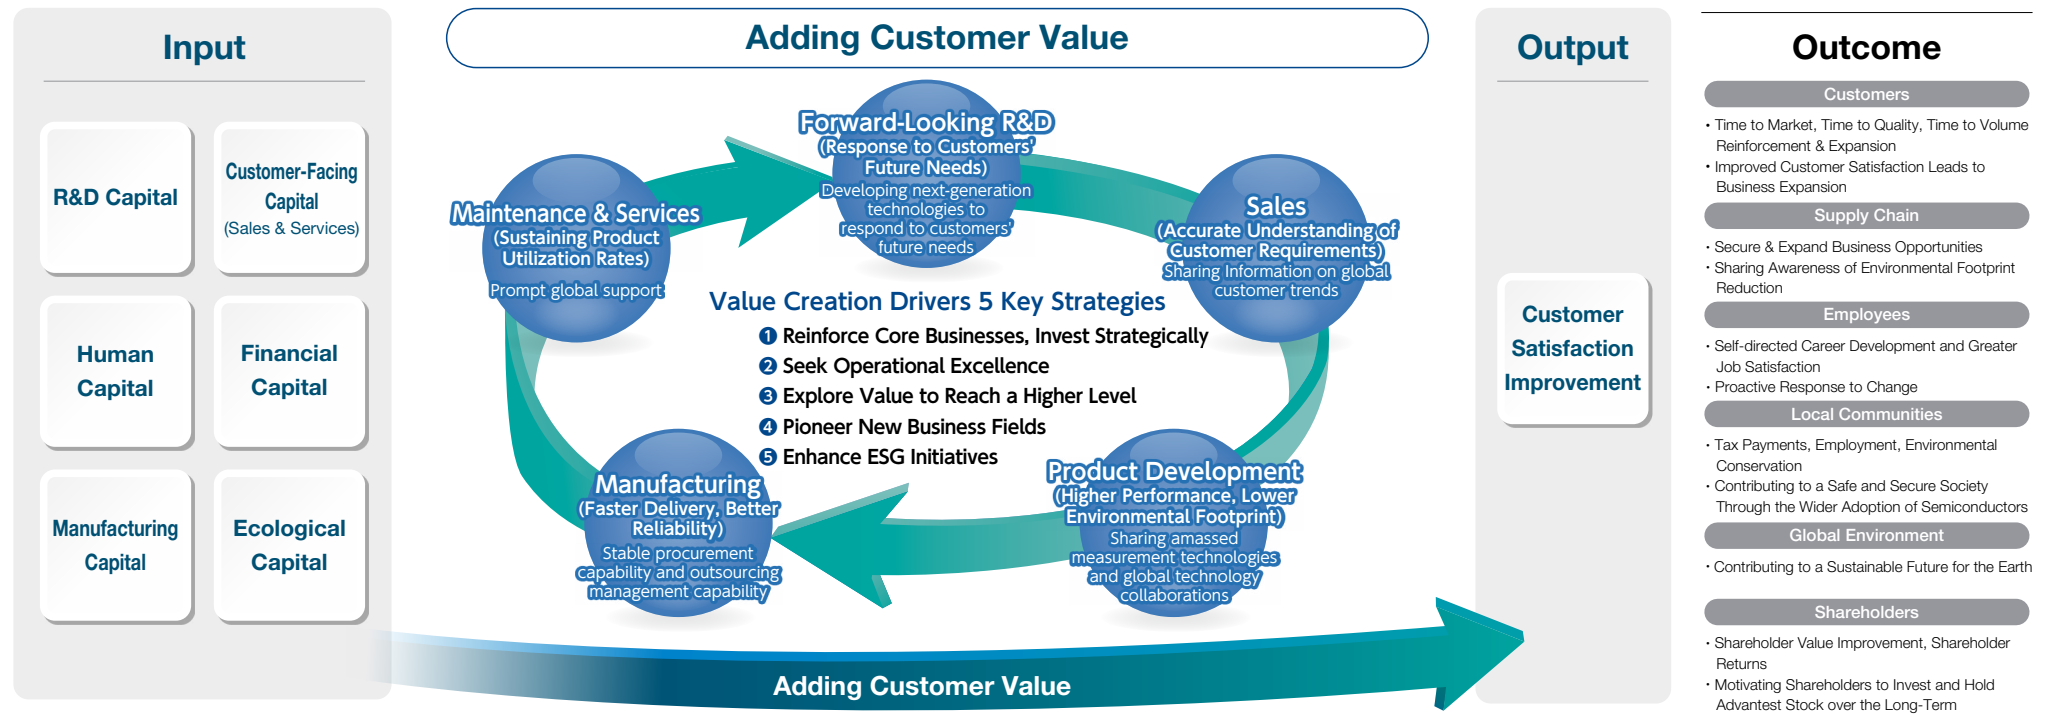 Input
R&D Capital
Customer-Facing
Capital
(Sales & Services)
Human
Capital
Financial
Capital
Manufacturing
Capital
Ecological
Capital
Adding Customer Value
Forward-Looking R&D
(Response to Customers'
Future Needs)
Developing next-generation
technologies to
respond to customers'
future needs
Maintenance & Services
(Sustaining Product
Utilization Rates)
Prompt global support
Sales
(Accurate Understanding of
Customer Requirements)
Sharing Information on global
customer trends
Value Creation Drivers 5 Key Strategies
❶ Reinforce Core Businesses, Invest Strategically
❷ Seek Operational Excellence
❸ Explore Value to Reach a Higher Level
❹ Pioneer New Business Fields
❺ Enhance ESG Initiatives
Manufacturing
(Faster Delivery, Better
Reliability)
Stable procurement
capability and outsourcing
management capability
Product Development
(Higher Performance, Lower
Environmental Footprint)
Sharing amassed
measurement technologies
and global technology
collaborations
Adding Customer Value
Output
Customer
Satisfaction
Improvement
Outcome
Customers
・Time to Market, Time to Quality, Time to Volume
Reinforcement & Expansion
・Improved Customer Satisfaction Leads to
Business Expansion
Supply Chain
・Secure & Expand Business Opportunities
・Sharing Awareness of Environmental Footprint
Reduction
Employees
・Self-directed Career Development and Greater
Job Satisfaction
・Proactive Response to Change
Local Communities
・Tax Payments, Employment, Environmental
Conservation
・Contributing to a Safe and Secure Society
Through the Wider Adoption of Semiconductors
Global Environment
・Contributing to a Sustainable Future for the Earth
Shareholders
・Shareholder Value Improvement, Shareholder
Returns
・Motivating Shareholders to Invest and Hold
Advantest Stock over the Long-Term